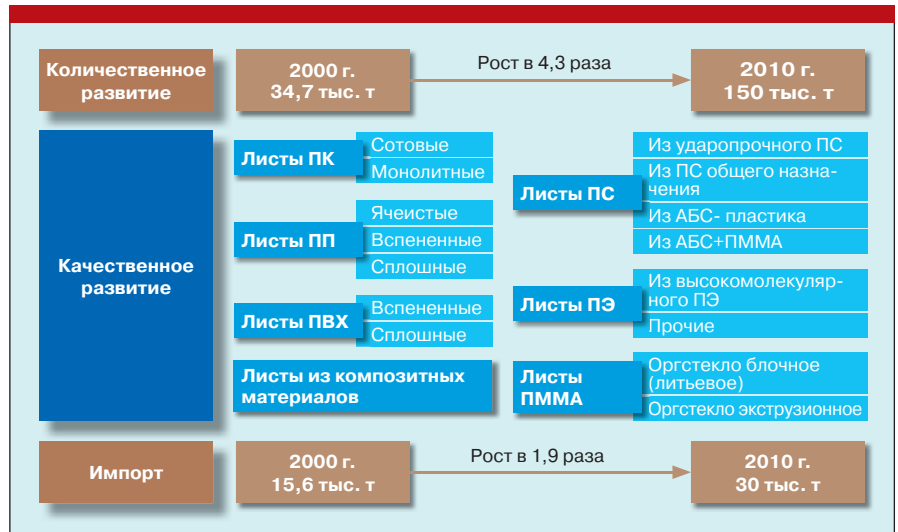 Количественное
развитие
2000 г.
34,7 тыс. т
Рост в 4,3 раза
2010 г.
150 тыс. т
Качественное
развитие
Листы ПК
Сотовые
Монолитные
Листы ПП
Ячеистые
Вспененные
Сплошные
Листы ПВХ
Вспененные
Сплошные
Листы из композитных
материалов
Листы ПС
Из ударопрочного ПС
Из ПС общего назна-
чения
Из АБС- пластика
Из АБС+ПММА
Листы ПЭ
Из высокомолекуляр-
ного ПЭ
Прочие
Листы
ПММА
Оргстекло блочное
(литьевое)
Оргстекло экструзионное
Импорт
2000 г.
15,6 тыс. т
Рост в 1,9 раза
2010 г.
30 тыс. т